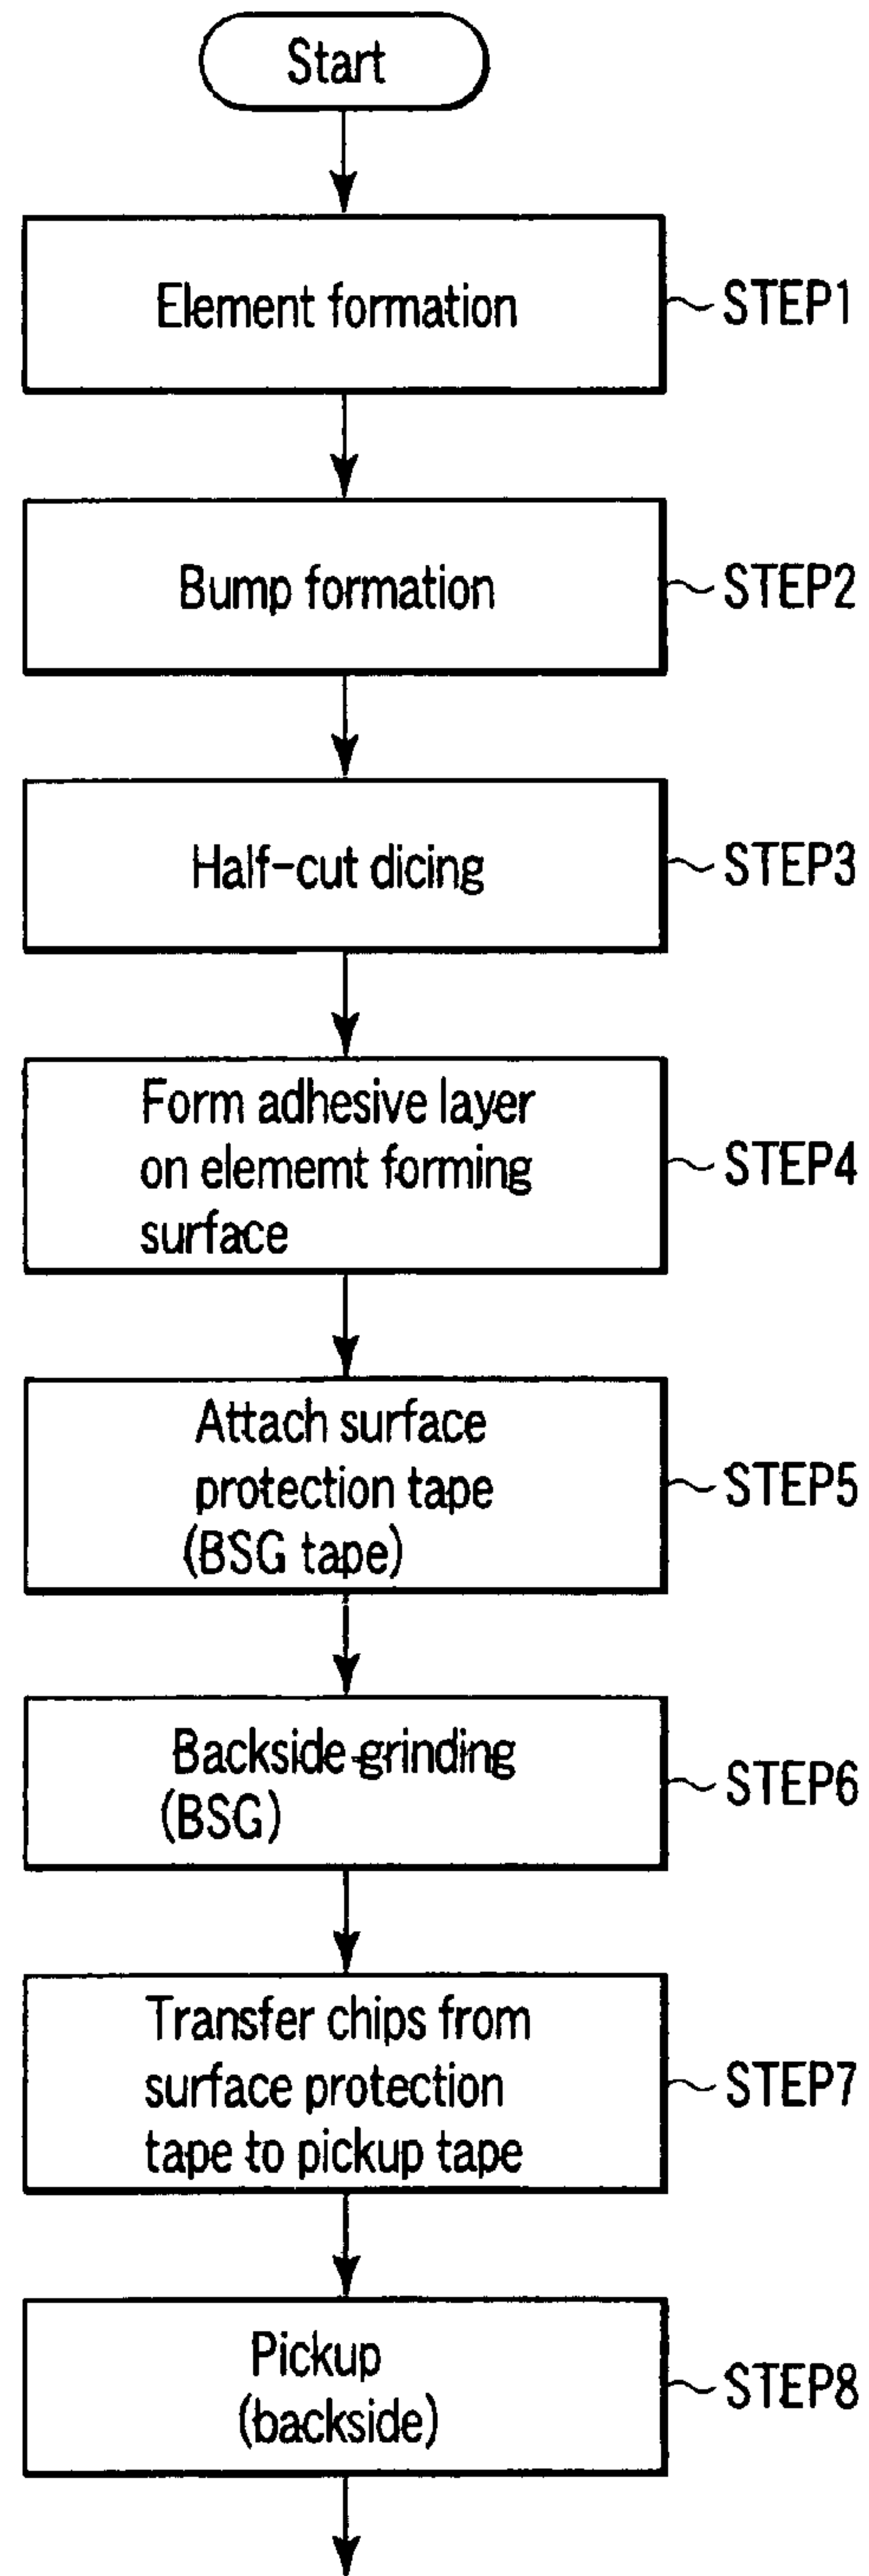 Start
Element formation
STEP1
Bump formation
STEP2
Half-cut dicing
STEP3
Form adhesive layer
on elememt forming
surface
STEP4
Attach surface
protection tape
(BSG tape)
STEP5
Backside-grinding
(BSG)
STEP6
Transfer chips from
surface protection
tape to pickup tape
STEP7
Pickup
(backside)
STEP8